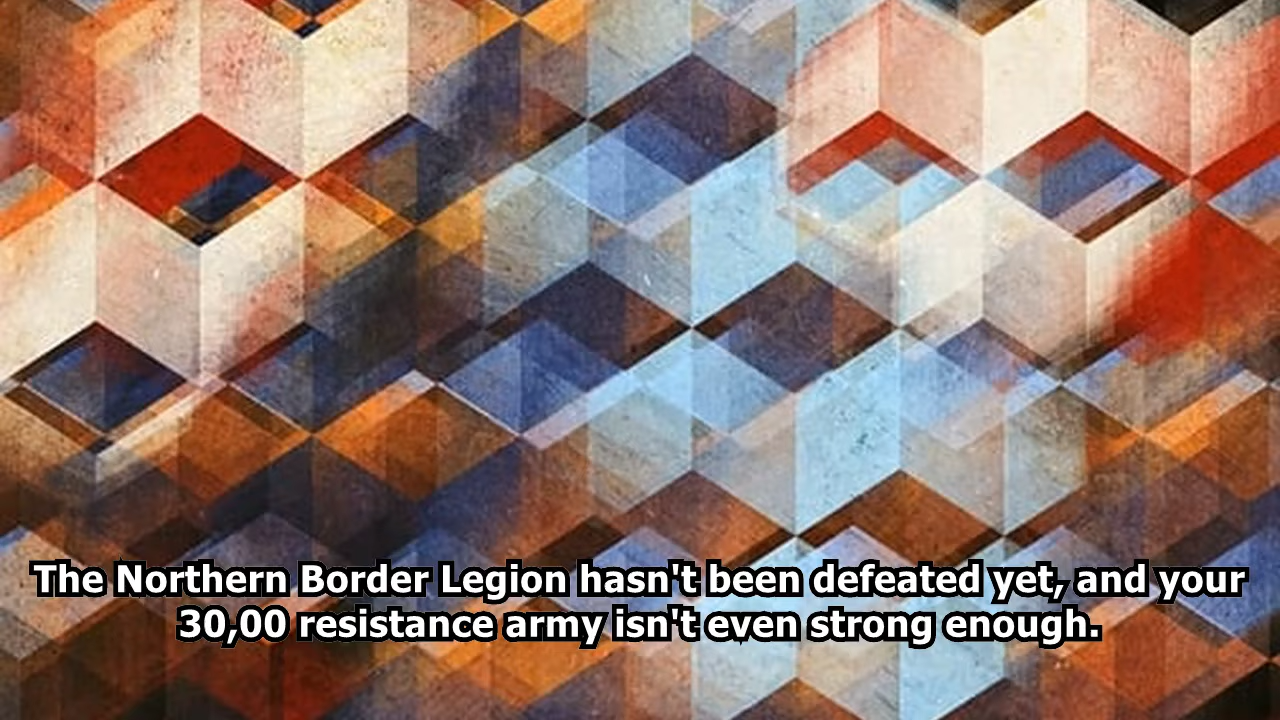 The Northern Border Legion hasn't been defeated yet, and your
30,00 resistance army isn't even strong enough.